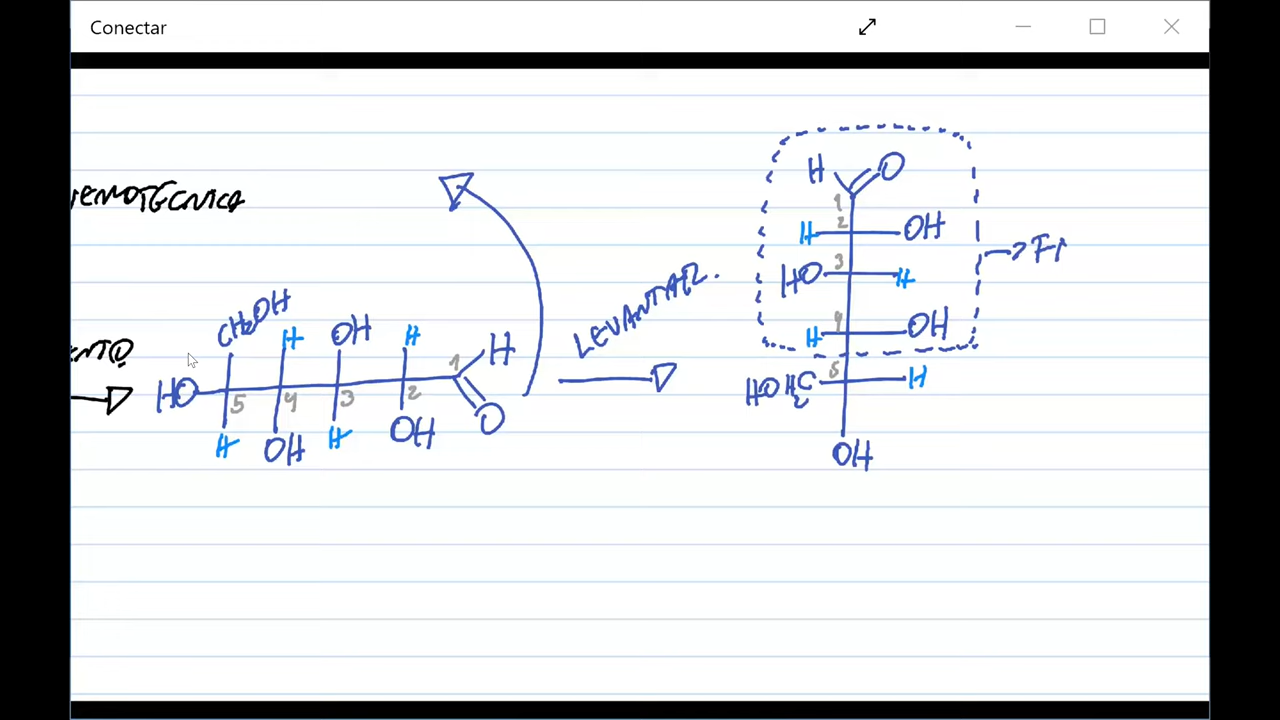 Conectar
LEVANTAR.
CH2OH H OH H 1 H
HO 5 4 3 2
H OH H OH O
H O
1
H 2 OH
HO 3 H
H 4 OH
HOH2C 5 H
OH